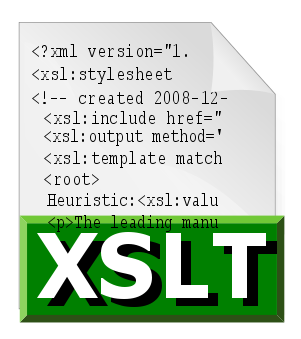 <?xml version="1.
<xsl:stylesheet
<!-- created 2008-12-
<xsl:include href="
<xsl:output method='
<xsl:template match
<root>
Heuristic:<xsl:valu
<p>The leading manu
XSLT